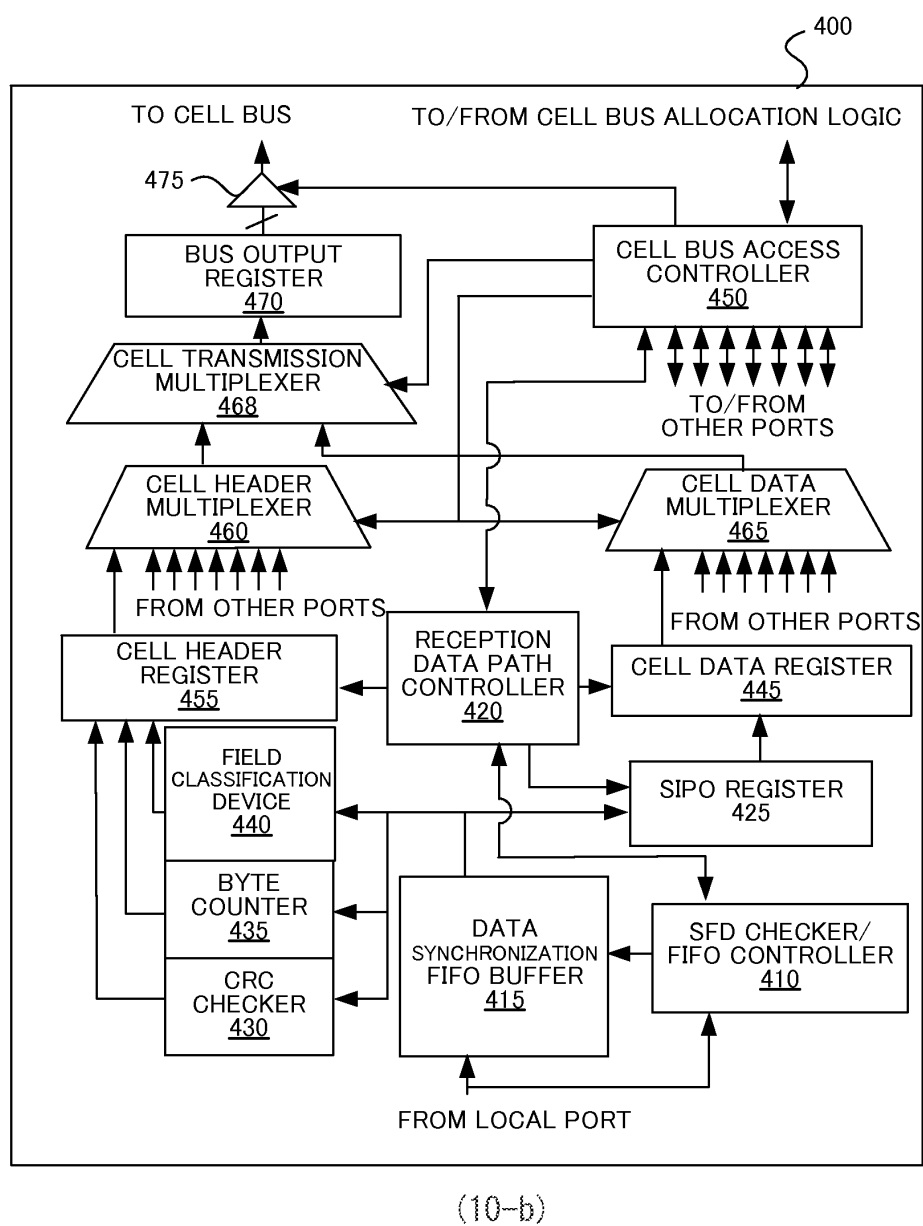 400
TO CELL BUS
TO/FROM CELL BUS ALLOCATION LOGIC
475
BUS OUTPUT
REGISTER
470
CELL BUS ACCESS
CONTROLLER
450
CELL TRANSMISSION
MULTIPLEXER
468
TO/FROM
OTHER PORTS
CELL HEADER
MULTIPLEXER
460
CELL DATA
MULTIPLEXER
465
FROM OTHER PORTS
FROM OTHER PORTS
CELL HEADER
REGISTER
455
RECEPTION
DATA PATH
CONTROLLER
420
CELL DATA REGISTER
445
FIELD
CLASSIFICATION
DEVICE
440
SIPO REGISTER
425
BYTE
COUNTER
435
DATA
SYNCHRONIZATION
FIFO BUFFER
415
SFD CHECKER/
FIFO CONTROLLER
410
CRC
CHECKER
430
FROM LOCAL PORT
(10-b)